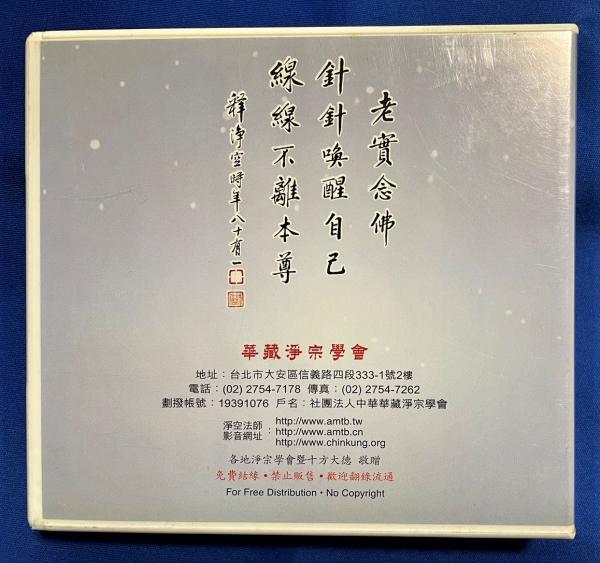 老實念佛
針針喚醒自己
線線不離本尊
釋淨空時年八十有一
華藏淨宗學會
地址：台北市大安區信義路四段333-1號2樓
電話：(02) 2754-7178 傳真：(02) 2754-7262
劃撥帳號：19391076 戶名：社團法人中華華藏淨宗學會
淨空法師
影音網址：
http://www.amtb.tw
http://www.amtb.cn
http://www.chinkung.org
各地淨宗學會暨十方大德 敬贈
免費結緣•禁止販售•歡迎翻錄流通
For Free Distribution • No Copyright